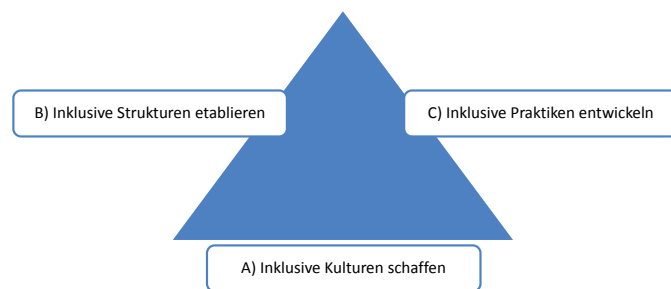 B) Inklusive Strukturen etablieren
C) Inklusive Praktiken entwickeln
A) Inklusive Kulturen schaffen